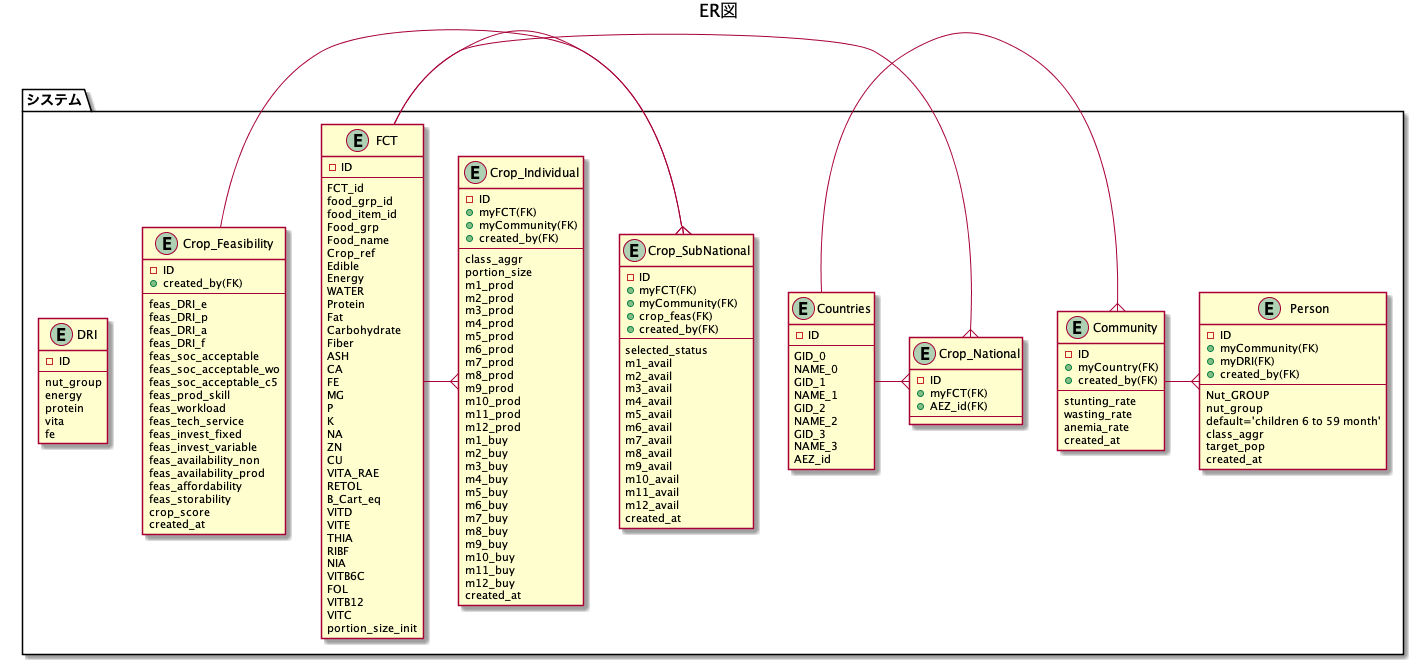 ER図
システム
E DRI
ID
nut_group
energy
protein
vita
fe
E Crop_Feasibility
ID
created_by(FK)
feas_DRI_e
feas_DRI_p
feas_DRI_a
feas_DRI_f
feas_soc_acceptable
feas_soc_acceptable_wo
feas_soc_acceptable_c5
feas_prod_skill
feas_workload
feas_tech_service
feas_invest_fixed
feas_invest_variable
feas_availability_non
feas_availability_prod
feas_affordability
feas_storability
crop_score
created_at
E FCT
ID
FCT_id
food_grp_id
food_item_id
Food_grp
Food_name
Crop_ref
Edible
Energy
WATER
Protein
Fat
Carbohydrate
Fiber
ASH
CA
FE
MG
P
K
NA
ZN
CU
VITA_RAE
RETOL
B_Cart_eq
VITD
VITE
THIA
RIBF
NIA
VITB6C
FOL
VITB12
VITC
portion_size_init
E Crop_Individual
ID
myFCT(FK)
myCommunity(FK)
created_by(FK)
class_aggr
portion_size
m1_prod
m2_prod
m3_prod
m4_prod
m5_prod
m6_prod
m7_prod
m8_prod
m9_prod
m10_prod
m11_prod
m12_prod
m1_buy
m2_buy
m3_buy
m4_buy
m5_buy
m6_buy
m7_buy
m8_buy
m9_buy
m10_buy
m11_buy
m12_buy
created_at
E Crop_SubNational
ID
myFCT(FK)
myCommunity(FK)
crop_feas(FK)
created_by(FK)
selected_status
m1_avail
m2_avail
m3_avail
m4_avail
m5_avail
m6_avail
m7_avail
m8_avail
m9_avail
m10_avail
m11_avail
m12_avail
created_at
E Countries
ID
GID_0
NAME_0
GID_1
NAME_1
GID_2
NAME_2
GID_3
NAME_3
AEZ_id
E Crop_National
ID
myFCT(FK)
AEZ_id(FK)
E Community
ID
myCountry(FK)
created_by(FK)
stunting_rate
wasting_rate
anemia_rate
created_at
E Person
ID
myCommunity(FK)
myDRI(FK)
created_by(FK)
Nut_GROUP
nut_group
default='children 6 to 59 month'
class_aggr
target_pop
created_at